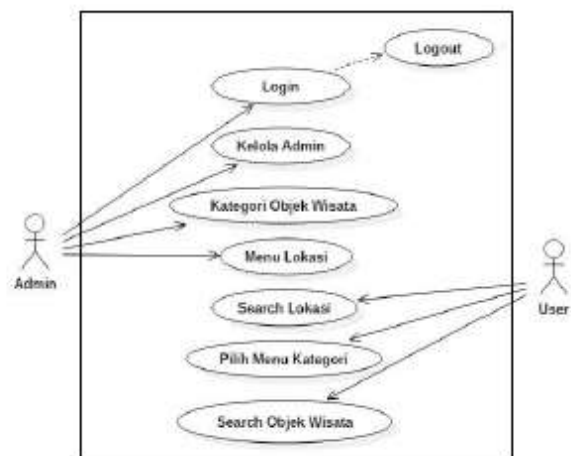 Logout
Login
Kelola Admin
Kategori Objek Wisata
Admin
Menu Lokasi
Search Lokasi
User
Pilih Menu Kategori
Search Objek Wisata